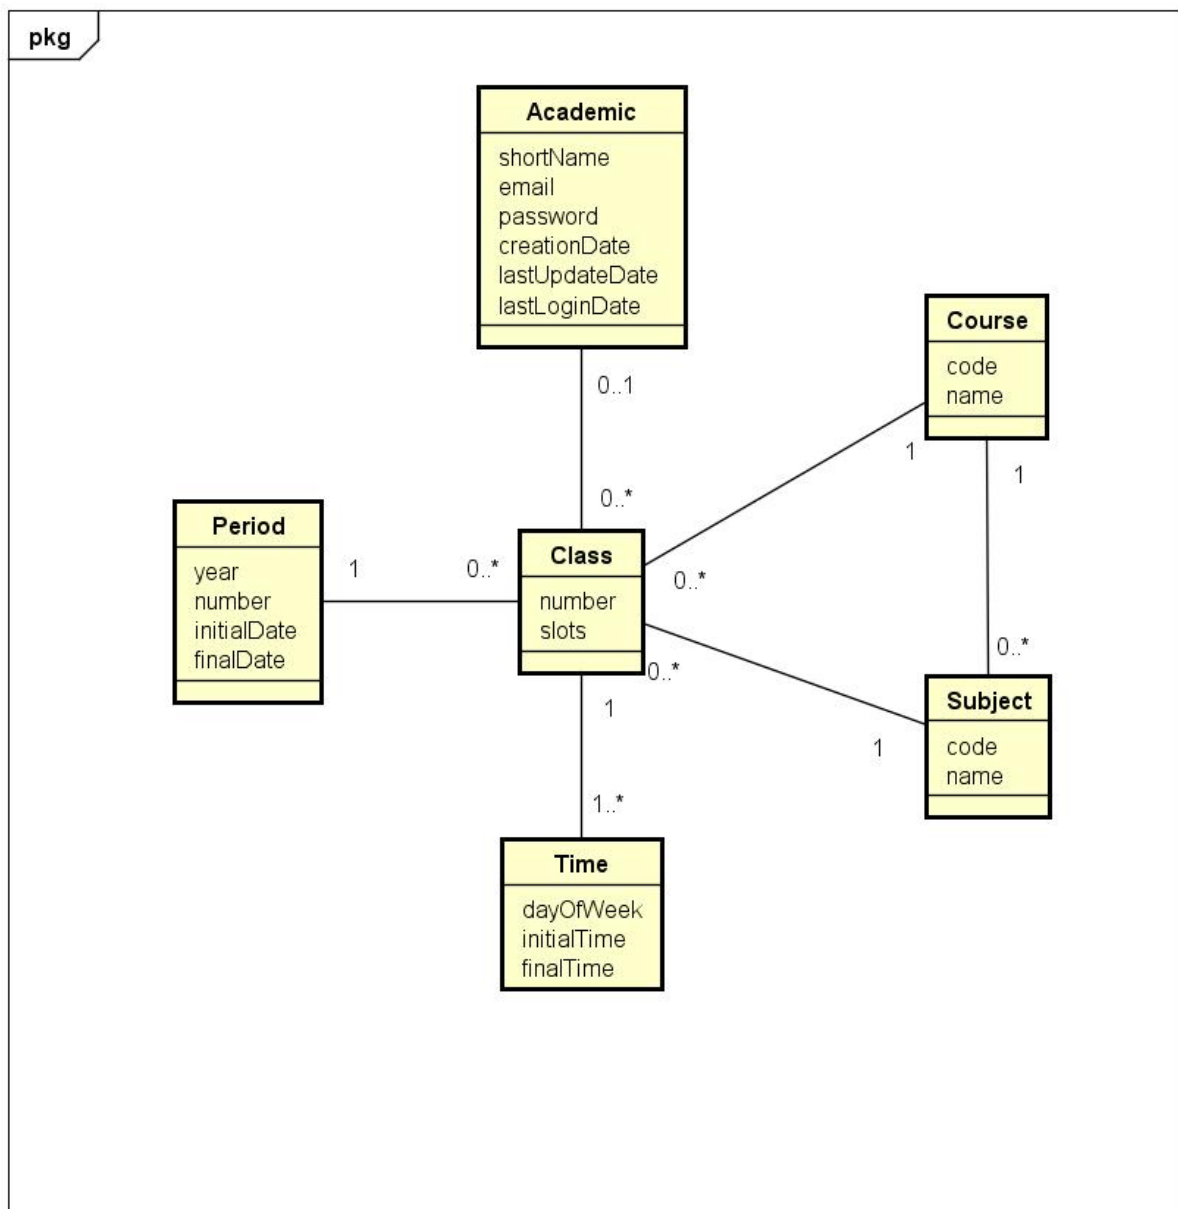 pkg
Academic
shortName
email
password
creationDate
lastUpdateDate
lastLoginDate
0..1
0..*
Course
code
name
1
1
0..*
0..*
Period
year
number
initialDate
finalDate
1
0..*
Class
number
slots
0..*
1
1
1..*
Subject
code
name
Time
dayOfWeek
initialTime
finalTime